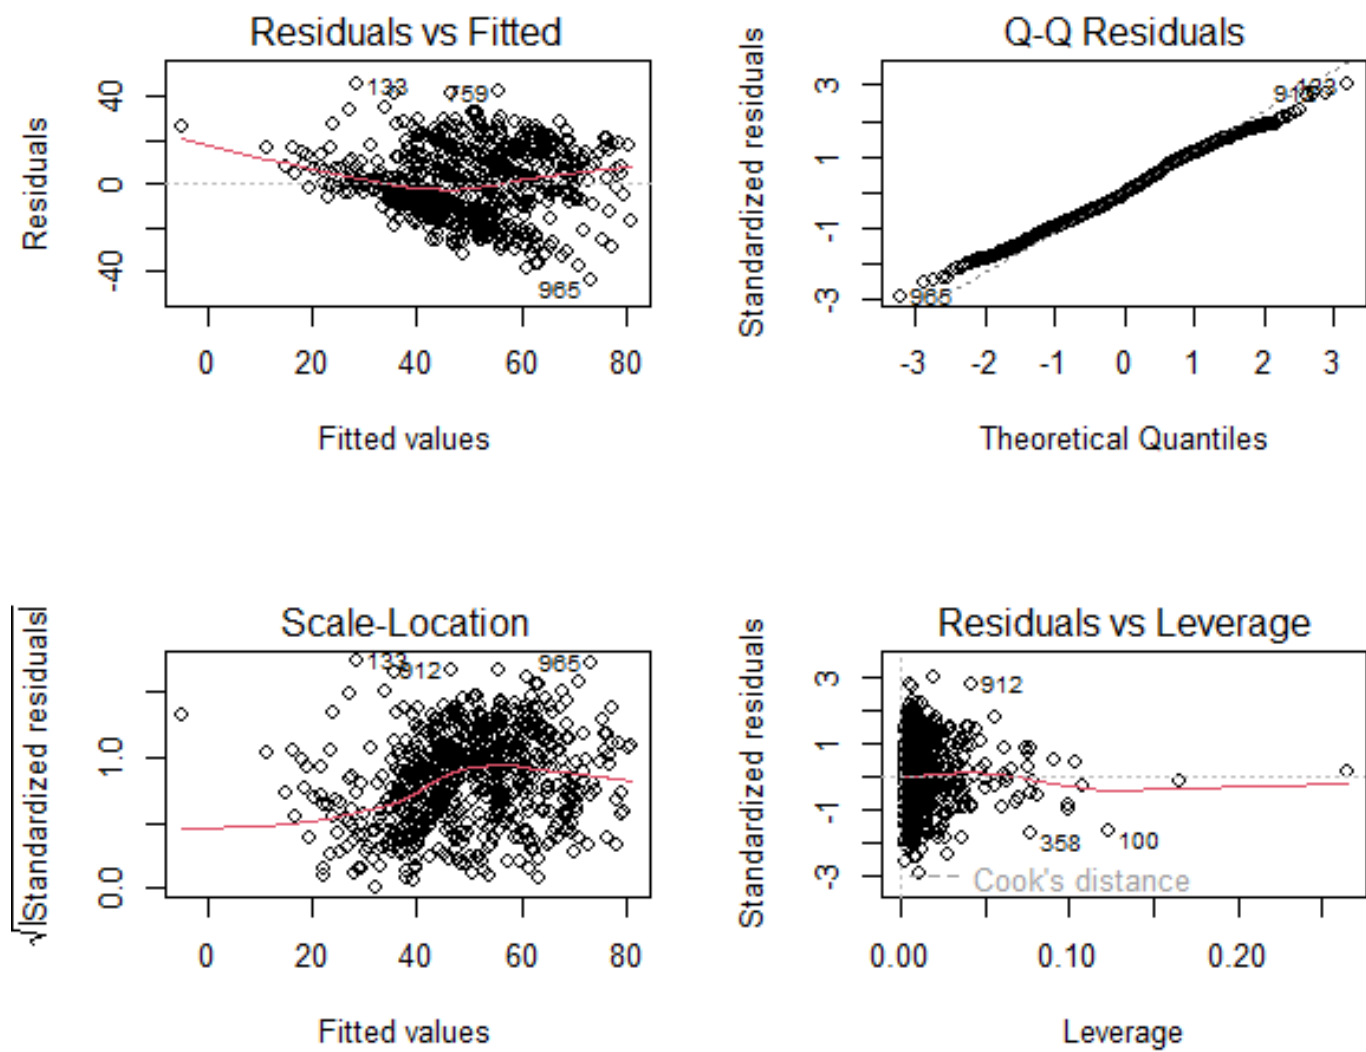 Residuals vs Fitted
Residuals
40
0
-40
133
759
965
0 20 40 60 80
Fitted values
Q-Q Residuals
Standardized residuals
3
1
-1
-3
133
965
-3 -2 -1 0 1 2 3
Theoretical Quantiles
Scale-Location
√|Standardized residuals|
1.0
0.0
133
912
965
0 20 40 60 80
Fitted values
Residuals vs Leverage
Standardized residuals
3
1
-1
-3
912
358
100
Cook's distance
0.00 0.10 0.20
Leverage